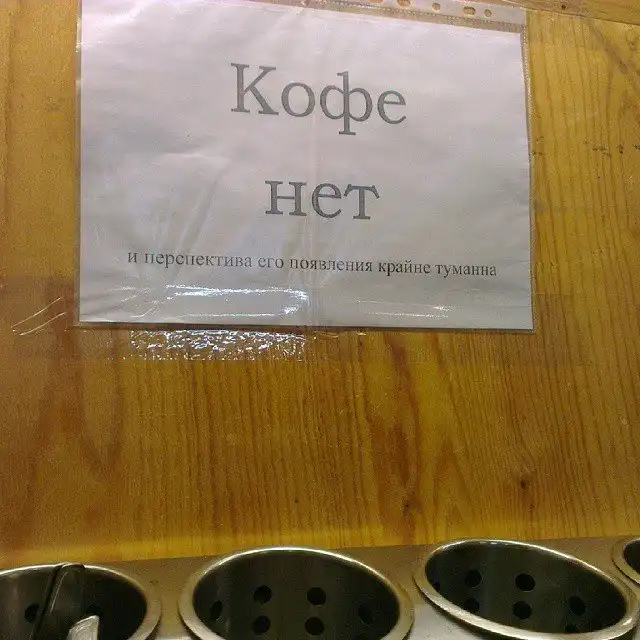 Кофе
нет
и перспектива его появления крайне туманна